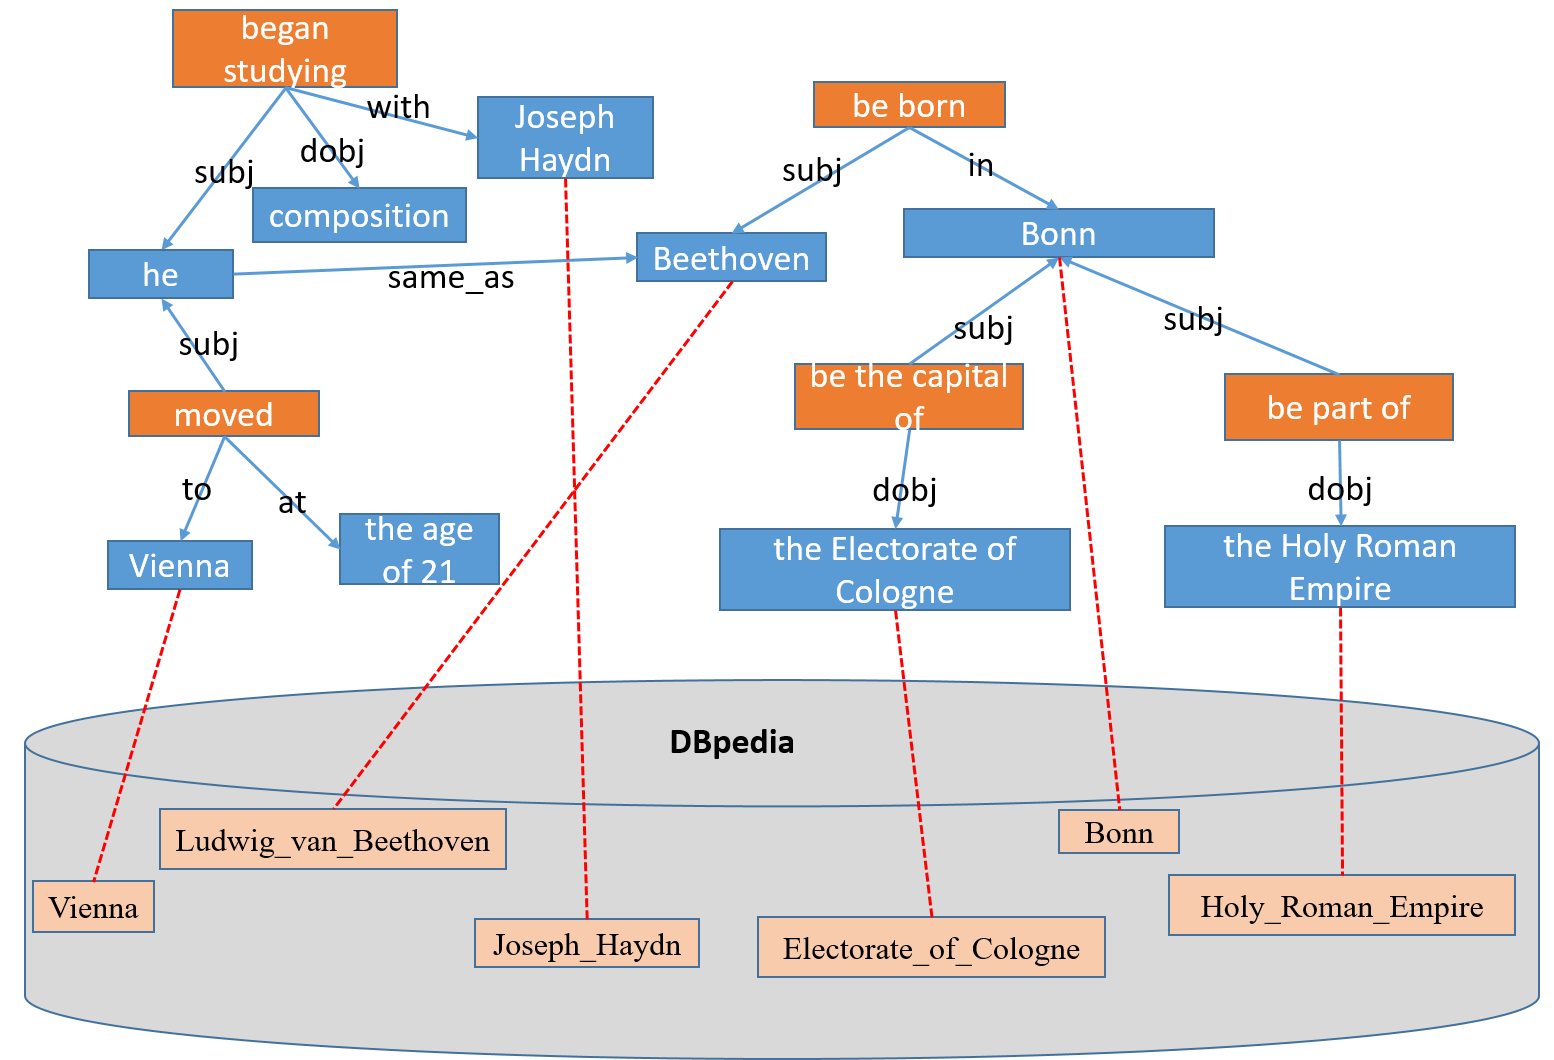 began
studying
with
Joseph
Haydn
be born
dobj
subj
subj
in
composition
Bonn
he
same_as
Beethoven
subj
subj
subj
moved
be the capital
of
be part of
to
at
dobj
dobj
Vienna
the age
of 21
the Electorate of
Cologne
the Holy Roman
Empire
DBpedia
Ludwig_van_Beethoven
Bonn
Vienna
Holy_Roman_Empire
Joseph_Haydn
Electorate_of_Cologne